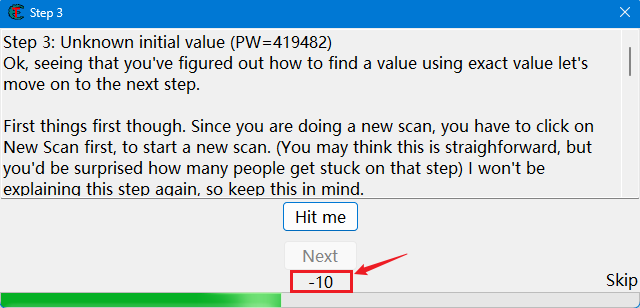 Step 3
Step 3: Unknown initial value (PW=419482)
Ok, seeing that you've figured out how to find a value using exact value let's
move on to the next step.
First things first though. Since you are doing a new scan, you have to click on
New Scan first, to start a new scan. (You may think this is straighforward, but
you'd be surprised how many people get stuck on that step) I won't be
explaining this step again, so keep this in mind.
Hit me
Next
-10
Skip